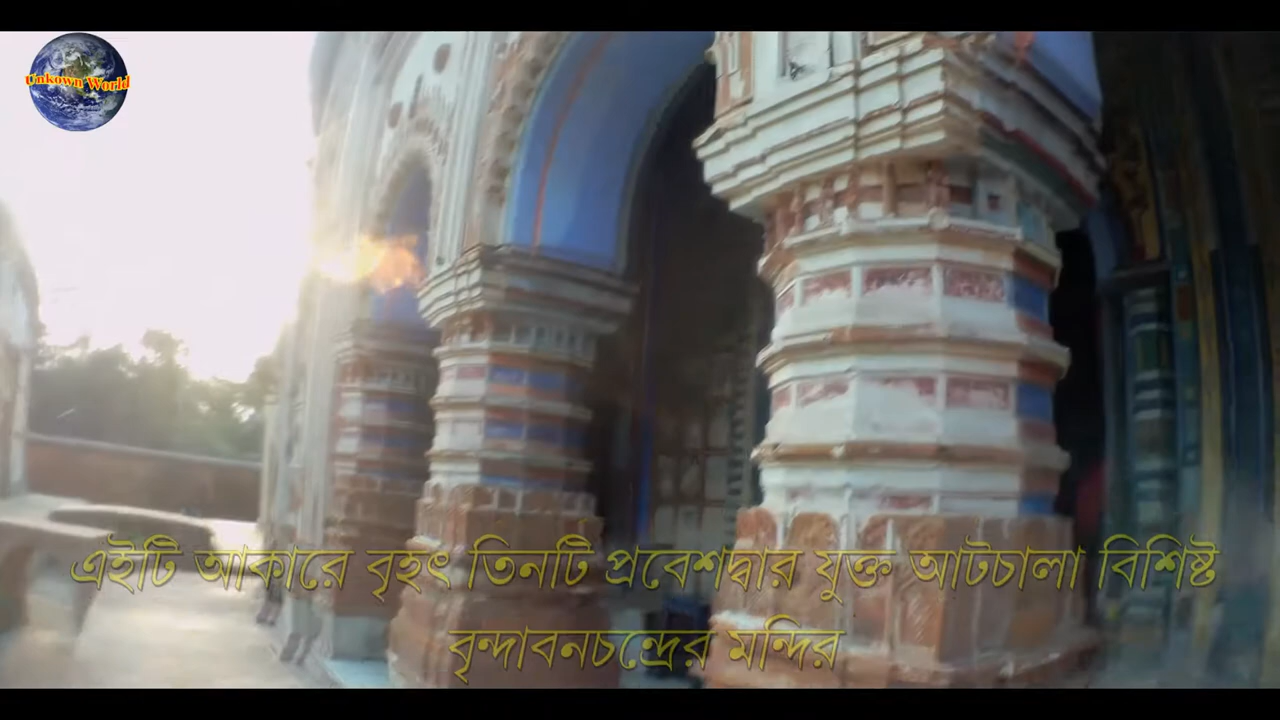 Unkown World
এইটি আকারে বৃহৎ তিনটি প্রবেশদ্বার যুক্ত আটচালা বিশিষ্ট
বৃন্দাবনচন্দ্রের মন্দির